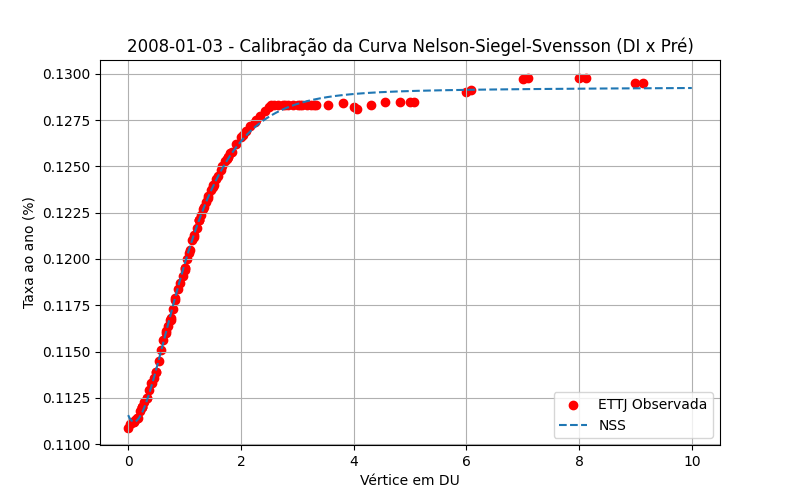 2008-01-03 - Calibração da Curva Nelson-Siegel-Svensson (DI x Pré)
Taxa ao ano (%)
0.1300
0.1275
0.1250
0.1225
0.1200
0.1175
0.1150
0.1125
0.1100
ETTJ Observada
NSS
0 2 4 6 8 10
Vértice em DU